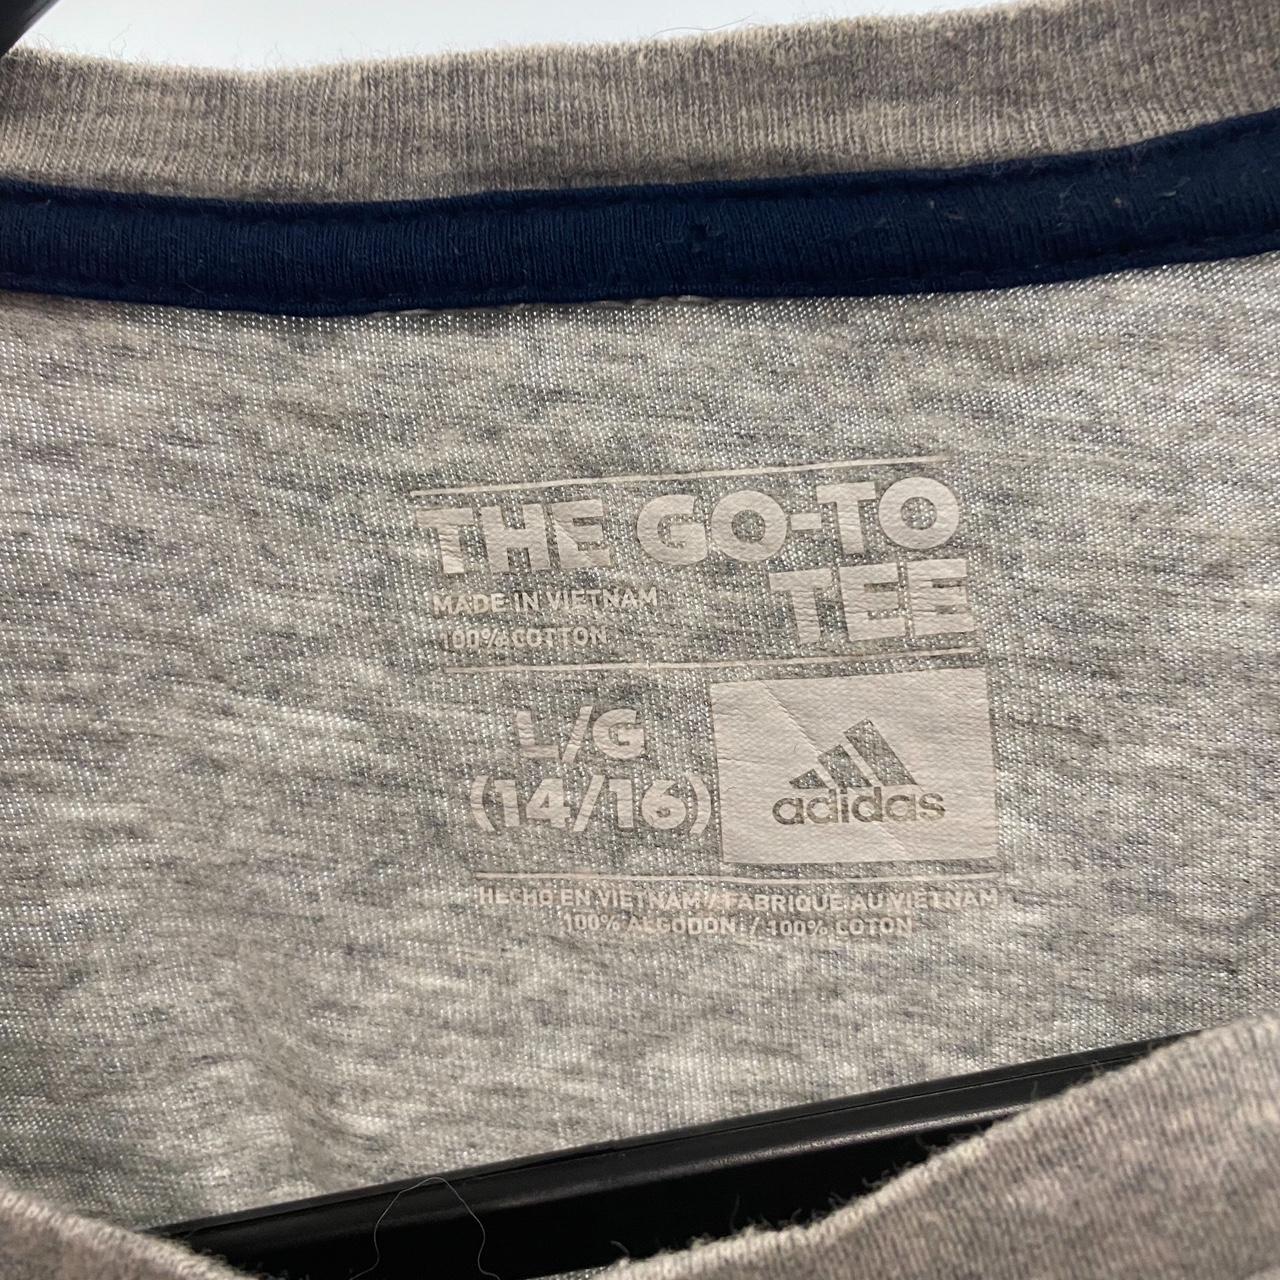 THE GO-TO
TEE
MADE IN VIETNAM
100% COTTON
L/G
(14/16)
adidas
HECHO EN VIETNAM / FABRIQUE AU VIETNAM
100% ALGODON / 100% COTON